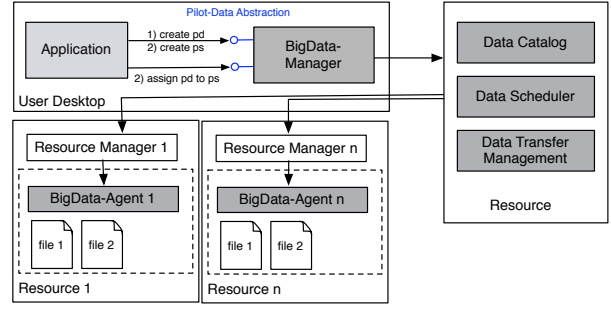 Pilot-Data Abstraction
Application
1) create pd
2) create ps
2) assign pd to ps
BigData-
Manager
User Desktop
Data Catalog
Data Scheduler
Data Transfer
Management
Resource
Resource Manager 1
BigData-Agent 1
file 1
file 2
Resource 1
Resource Manager n
BigData-Agent n
file 1
file 2
Resource n